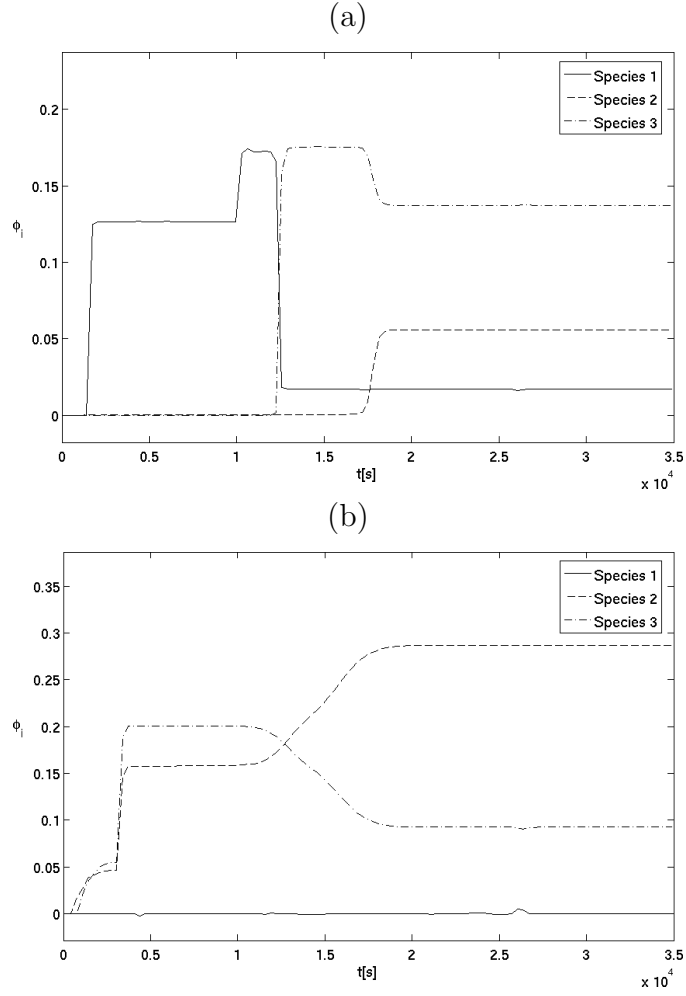 (a)
Species 1
Species 2
Species 3
0.2
0.15
0.1
0.05
0
ϕi
0 0.5 1 1.5 2 2.5 3 3.5
t[s]
x 10^4
(b)
Species 1
Species 2
Species 3
0.35
0.3
0.25
0.2
0.15
0.1
0.05
0
ϕi
0 0.5 1 1.5 2 2.5 3 3.5
t[s]
x 10^4